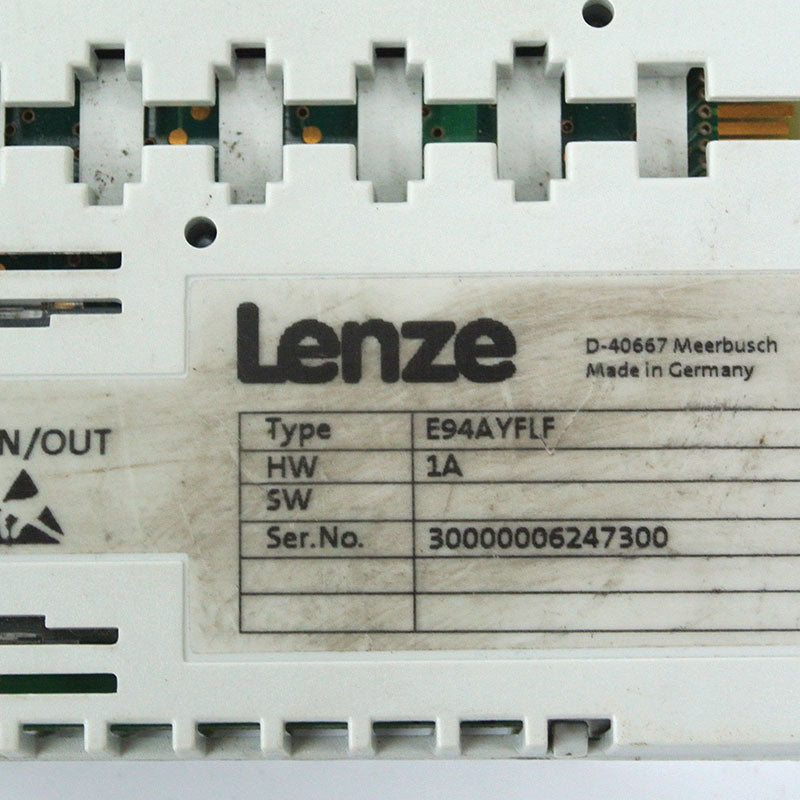 Lenze
D-40667 Meerbusch
Made in Germany
N/OUT
Type E94AYFLF
HW 1A
SW
Ser.No. 30000006247300